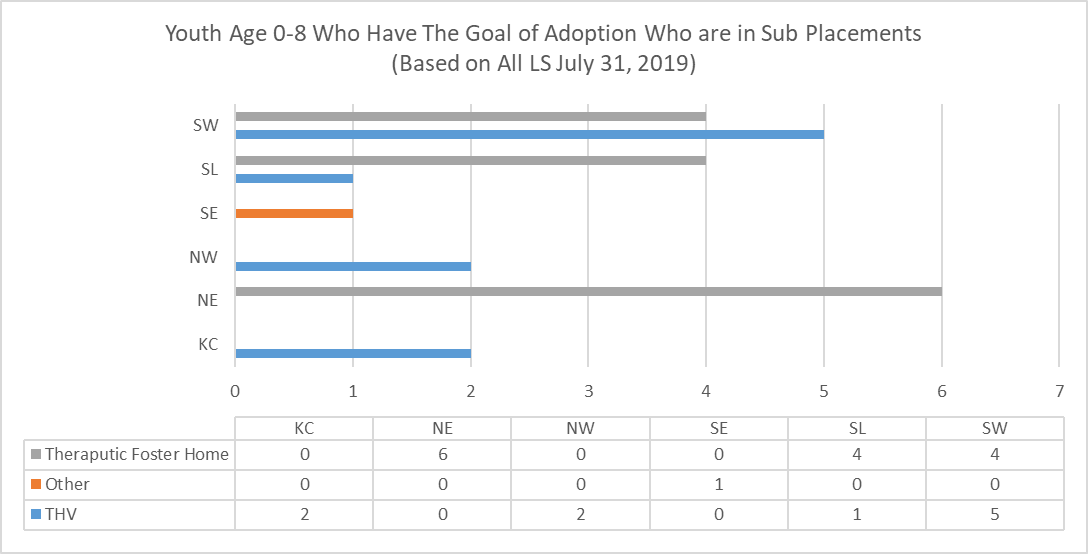 Youth Age 0-8 Who Have The Goal of Adoption Who are in Sub Placements
(Based on All LS July 31, 2019)
SW
SL
SE
NW
NE
KC
0 1 2 3 4 5 6 7
KC NE NW SE SL SW
Theraputic Foster Home 0 6 0 0 4 4
Other 0 0 0 1 0 0
THV 2 0 2 0 1 5